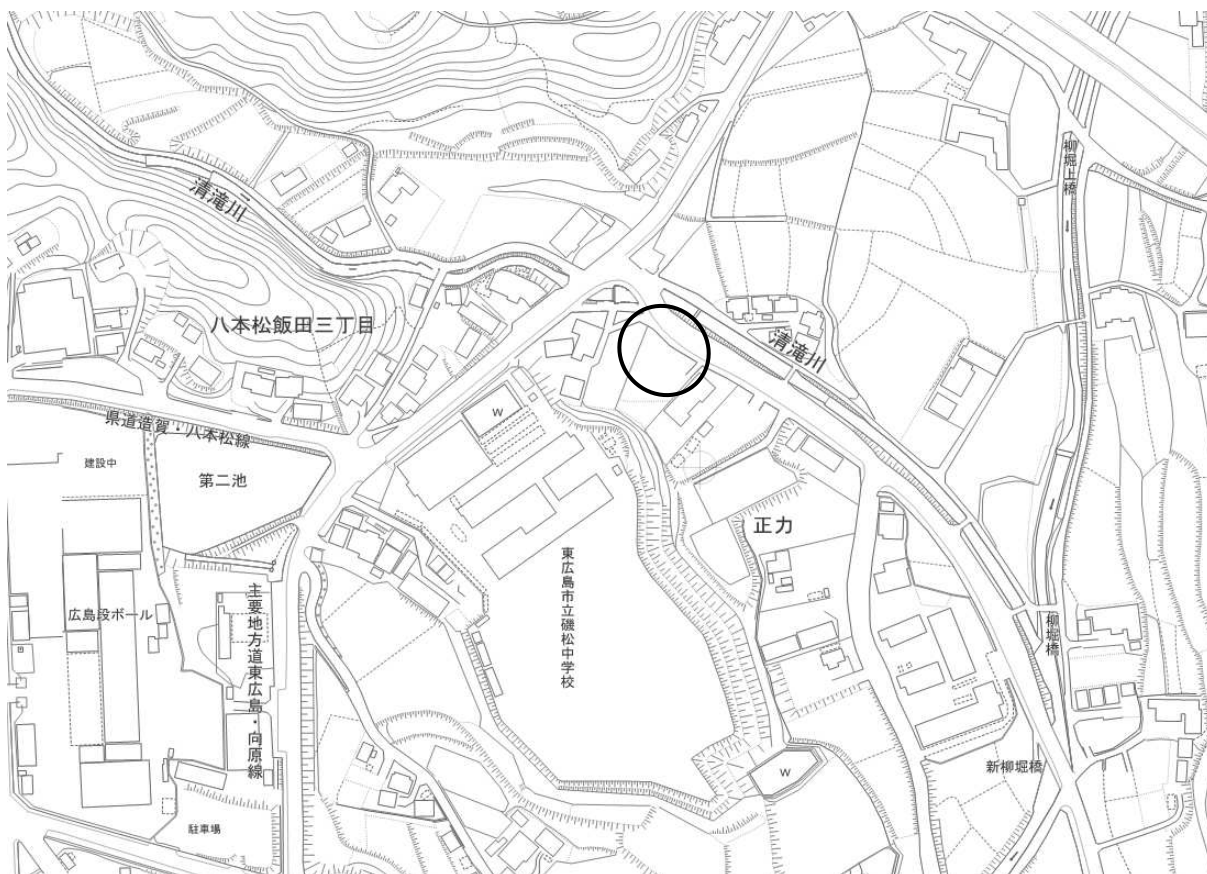 清滝川
柳堀上橋
八本松飯田三丁目
清滝川
県道造賀・八本松線
W
建設中
第二池
正力
東広島市立磯松中学校
主要地方道東広島・向原線
広島段ボール
柳堀橋
新柳堀橋
W
駐車場